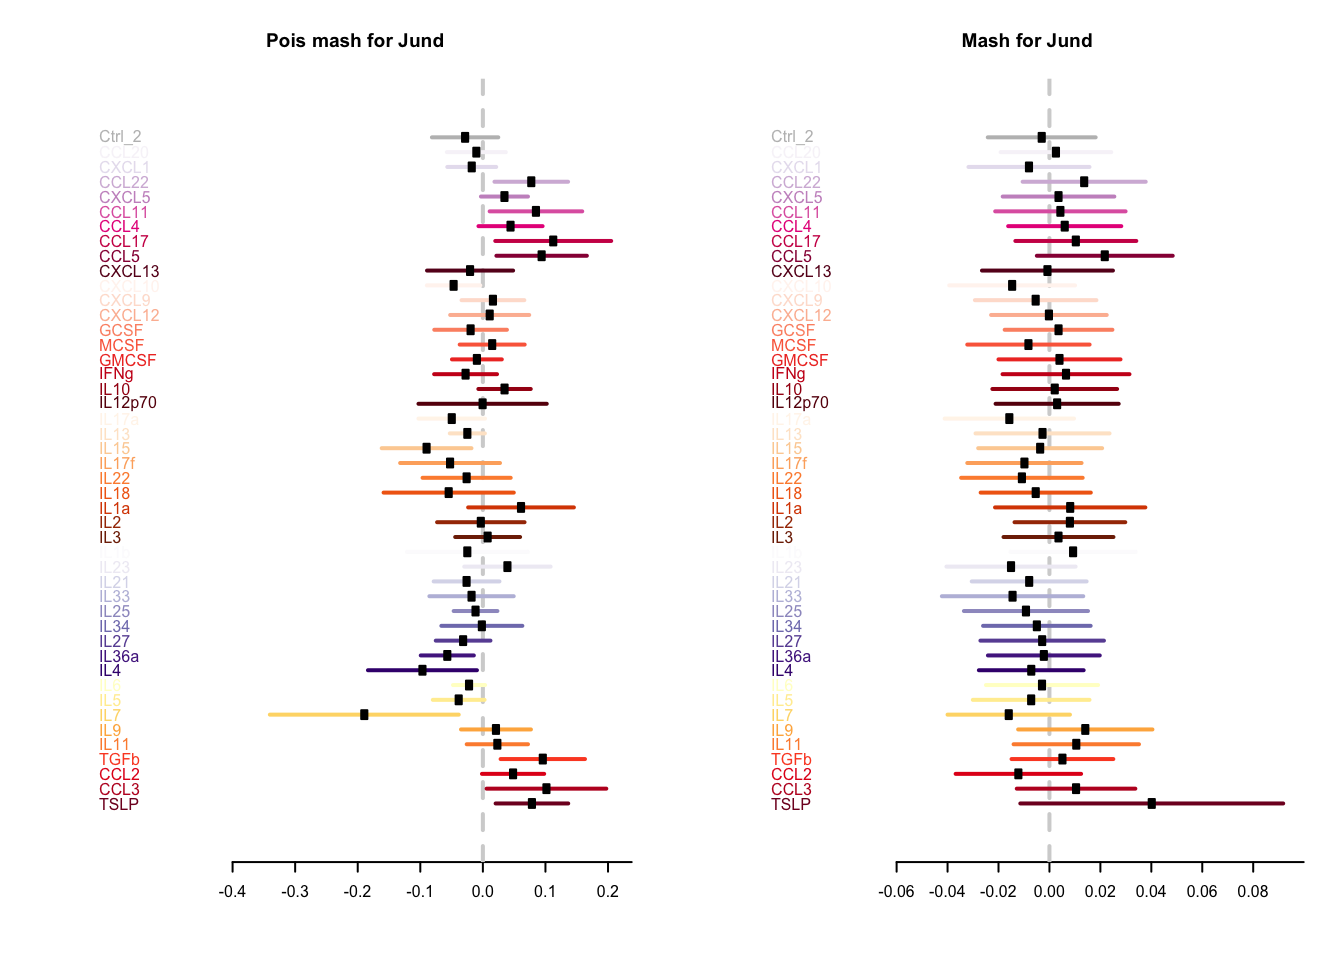 Pois mash for Jund
Ctrl_2
CCL20
CXCL1
CCL22
CXCL5
CCL11
CCL4
CCL17
CCL5
CXCL13
CXCL10
CXCL9
CXCL12
GCSF
MCSF
GMCSF
IFNg
IL10
IL12p70
IL17a
IL13
IL15
IL17f
IL22
IL18
IL1a
IL2
IL3
IL23
IL21
IL33
IL25
IL34
IL27
IL36a
IL4
IL5
IL7
IL9
IL11
TGFb
CCL2
CCL3
TSLP
-0.4 -0.3 -0.2 -0.1 0.0 0.1 0.2
Mash for Jund
Ctrl_2
CCL20
CXCL1
CCL22
CXCL5
CCL11
CCL4
CCL17
CCL5
CXCL13
CXCL10
CXCL9
CXCL12
GCSF
MCSF
GMCSF
IFNg
IL10
IL12p70
IL17a
IL13
IL15
IL17f
IL22
IL18
IL1a
IL2
IL3
IL23
IL21
IL33
IL25
IL34
IL27
IL36a
IL4
IL5
IL7
IL9
IL11
TGFb
CCL2
CCL3
TSLP
-0.06 -0.04 -0.02 0.00 0.02 0.04 0.06 0.08